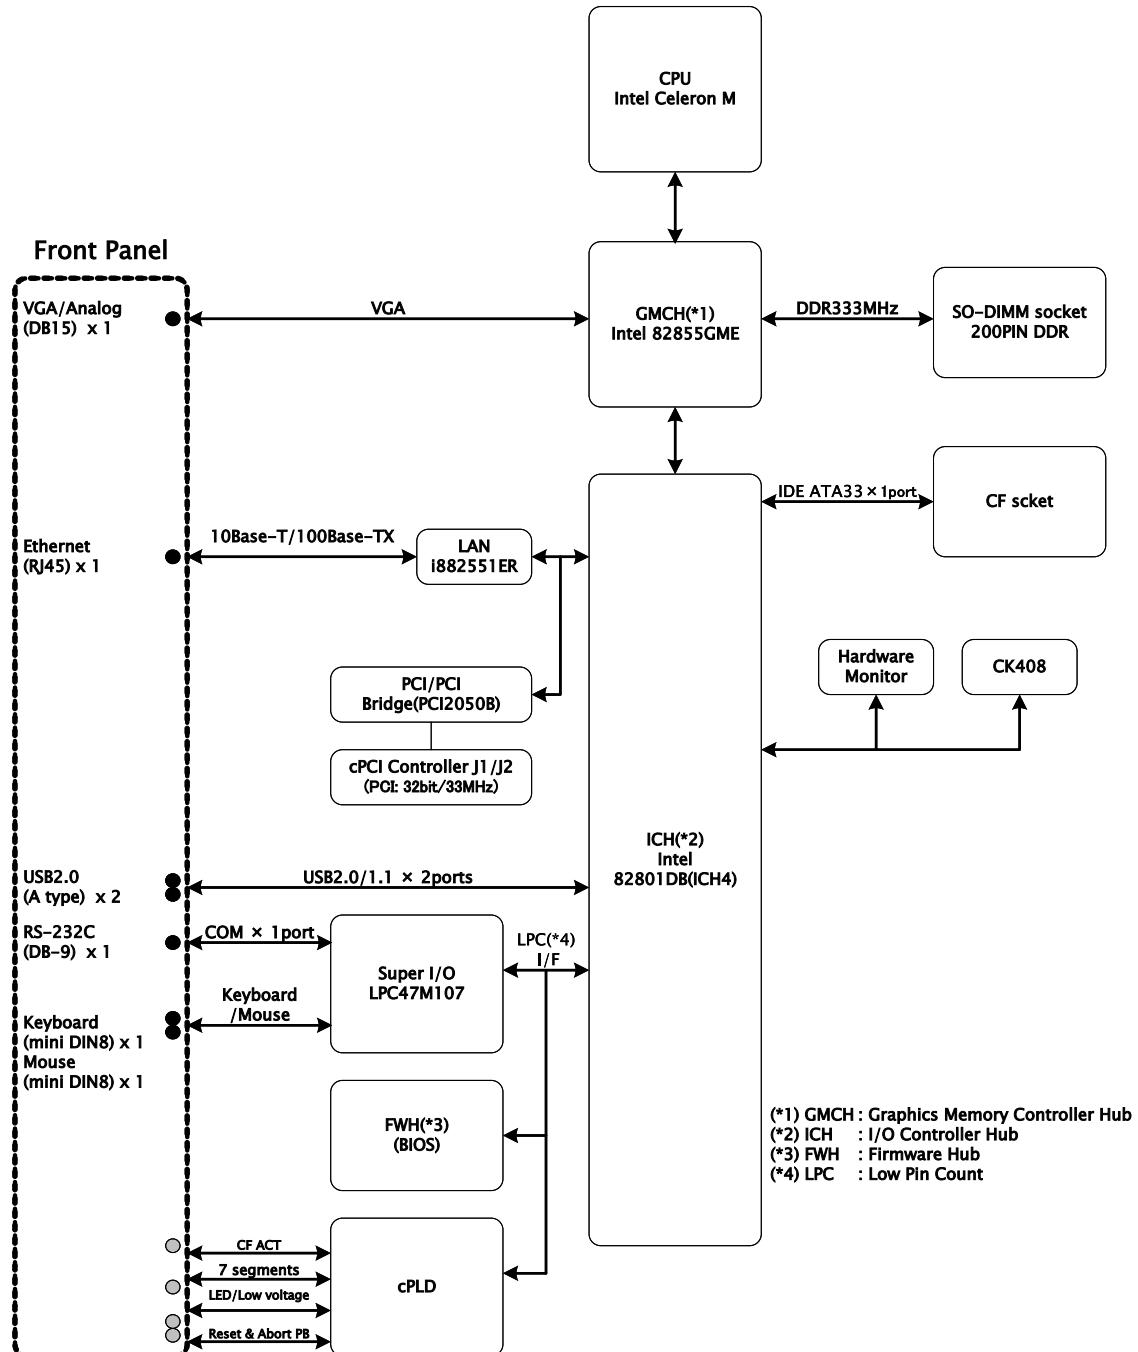 CPU
Intel Celeron M
Front Panel
VGA/Analog
(DB15) x 1
VGA
GMCH(*1)
Intel 82855GME
DDR333MHz
SO-DIMM socket
200PIN DDR
IDE ATA33×1port
CF scket
Ethernet
(RJ45) x 1
10Base-T/100Base-TX
LAN
i882551ER
Hardware
Monitor
CK408
PCI/PCI
Bridge(PCI2050B)
cPCI Controller J1/J2
(PCI: 32bit/33MHz)
ICH(*2)
Intel
82801DB(ICH4)
USB2.0
(A type) x 2
USB2.0/1.1 × 2ports
RS-232C
(DB-9) x 1
COM × 1port
LPC(*4)
I/F
Super I/O
LPC47M107
Keyboard
/Mouse
Keyboard
(mini DIN8) x 1
Mouse
(mini DIN8) x 1
FWH(*3)
(BIOS)
(*1) GMCH : Graphics Memory Controller Hub
(*2) ICH : I/O Controller Hub
(*3) FWH : Firmware Hub
(*4) LPC : Low Pin Count
CF ACT
7 segments
LED/Low voltage
Reset & Abort PB
cPLD